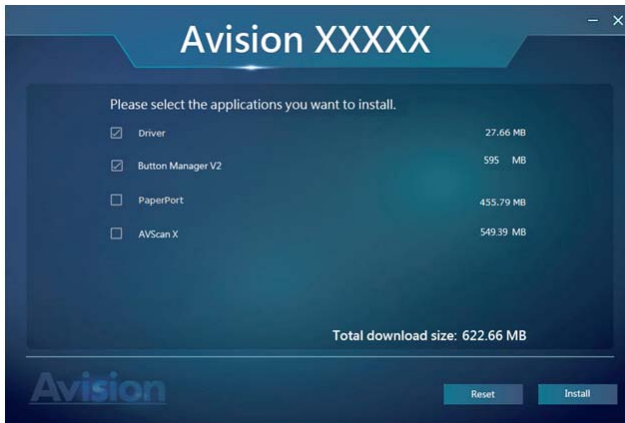 Avision XXXXX
Please select the applications you want to install.
Driver 27.66 MB
Button Manager V2 595 MB
PaperPort 455.79 MB
AVScan X 549.39 MB
Total download size: 622.66 MB
Avision
Reset Install